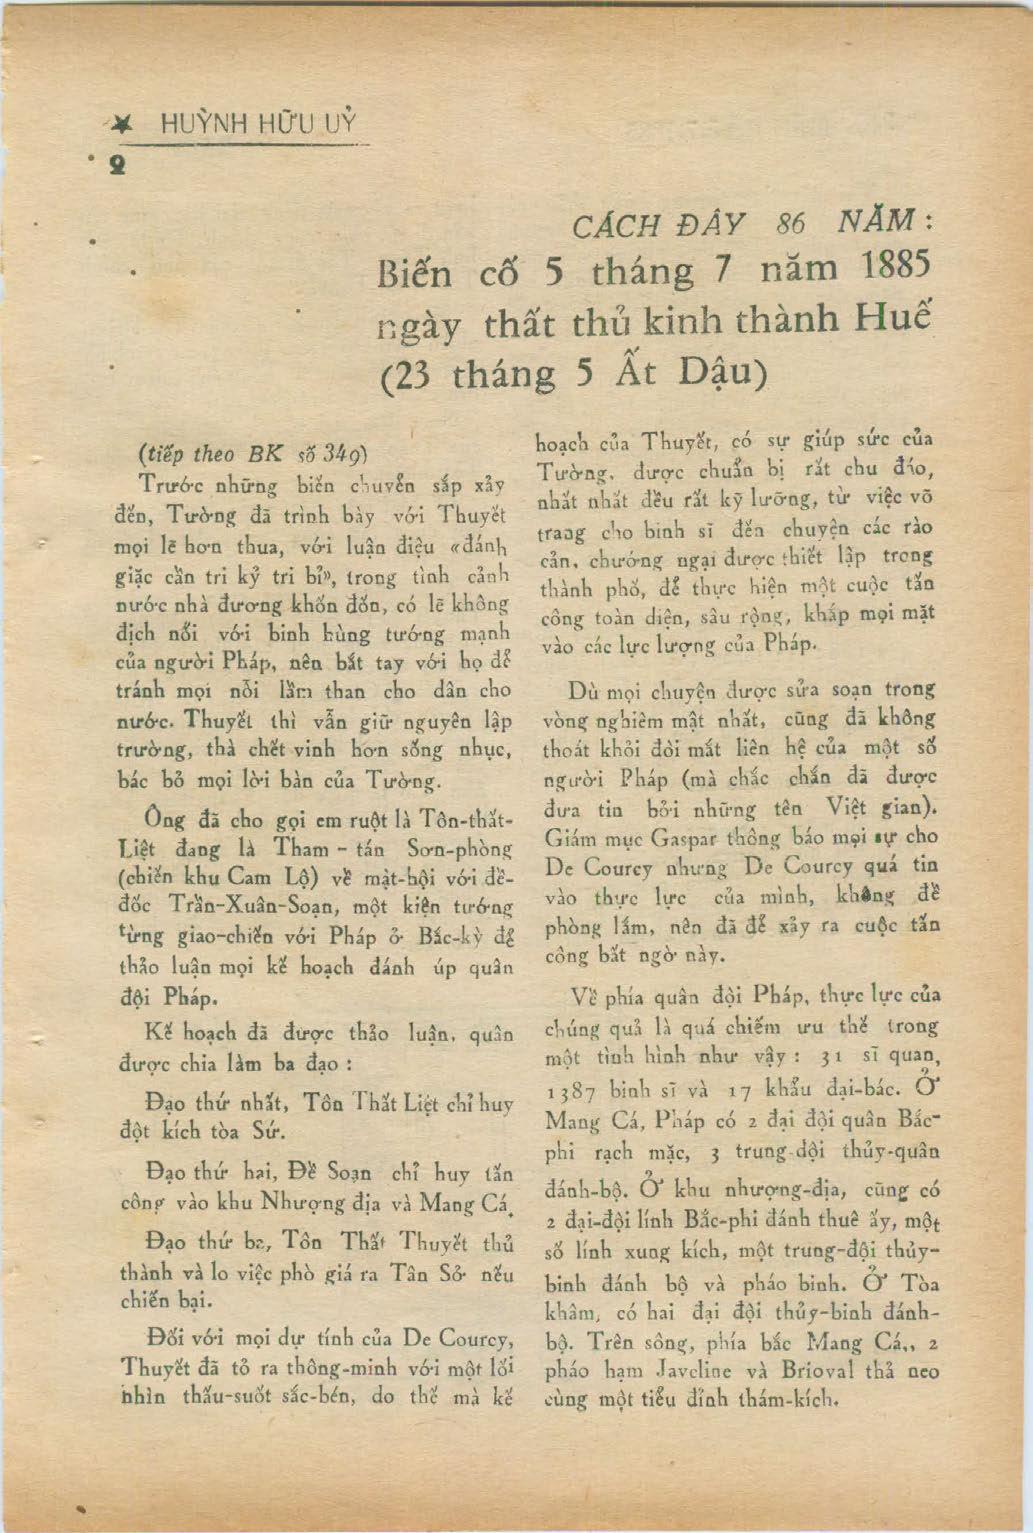 ★ HUỲNH HỮU UỶ
2
CÁCH ĐÂY 86 NĂM :
Biến cố 5 tháng 7 năm 1885
ngày thất thủ kinh thành Huế
(23 tháng 5 Ất Dậu)
(tiếp theo BK số 349)
Trước những biến chuyển sắp xảy
đến, Tường đã trình bày với Thuyết
mọi lẽ hơn thua, với luận điệu «đánh
giặc cần tri kỷ tri bỉ», trong tình cảnh
nước nhà đương khốn đốn, có lẽ không
địch nổi với binh hùng tướng mạnh
của người Pháp, nên bắt tay với họ để
tránh mọi nỗi lầm than cho dân cho
nước. Thuyết thì vẫn giữ nguyên lập
trường, thà chết vinh hơn sống nhục,
bác bỏ mọi lời bàn của Tường.
Ông đã cho gọi em ruột là Tôn-thất-
Liệt đang là Tham - tán Sơn-phòng
(chiến khu Cam Lộ) về mật-hội với đề-
đốc Trần-Xuân-Soạn, một kiện tướng
từng giao-chiến với Pháp ở Bắc-kỳ để
thảo luận mọi kế hoạch đánh úp quân
đội Pháp.
Kế hoạch đã được thảo luận, quân
được chia làm ba đạo :
Đạo thứ nhất, Tôn Thất Liệt chỉ huy
đột kích tòa Sứ.
Đạo thứ hai, Đề Soạn chỉ huy tấn
công vào khu Nhượng địa và Mang Cá.
Đạo thứ ba, Tôn Thất Thuyết thủ
thành và lo việc phò giá ra Tân Sở nếu
chiến bại.
Đối với mọi dự tính của De Courcy,
Thuyết đã tỏ ra thông-minh với một lối
nhìn thấu-suốt sắc-bén, do thế mà kế
hoạch của Thuyết, có sự giúp sức của
Tường, được chuẩn bị rất chu đáo,
nhất nhất đều rất kỹ lưỡng, từ việc võ
trang cho binh sĩ đến chuyện các rào
cản, chướng ngại được thiết lập trong
thành phố, để thực hiện một cuộc tấn
công toàn diện, sâu rộng, khắp mọi mặt
vào các lực lượng của Pháp.
Dù mọi chuyện được sửa soạn trong
vòng nghiêm mật nhất, cũng đã không
thoát khỏi đôi mắt liên hệ của một số
người Pháp (mà chắc chắn đã được
đưa tin bởi những tên Việt gian).
Giám mục Gaspar thông báo mọi sự cho
De Courcy nhưng De Courcy quá tin
vào thực lực của mình, không đề
phòng lắm, nên đã để xảy ra cuộc tấn
công bất ngờ này.
Về phía quân đội Pháp, thực lực của
chúng quả là quá chiếm ưu thế trong
một tình hình như vậy : 31 sĩ quan,
1387 binh sĩ và 17 khẩu đại-bác. Ở
Mang Cá, Pháp có 2 đại đội quân Bắc-
phi rạch mặc, 3 trung-đội thủy-quân
đánh-bộ. Ở khu nhượng-địa, cũng có
2 đại-đội lính Bắc-phi đánh thuê ấy, một
số lính xung kích, một trung-đội thủy-
binh đánh bộ và pháo binh. Ở Tòa
khâm, có hai đại đội thủy-binh đánh-
bộ. Trên sông, phía bắc Mang Cá,, 2
pháo hạm Javeline và Brioval thả neo
cùng một tiểu đỉnh thám-kích.